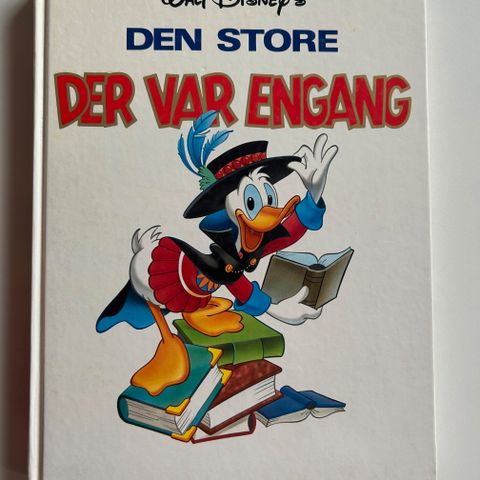 WALT DISNEY'S
DEN STORE
DER VAR ENGANG